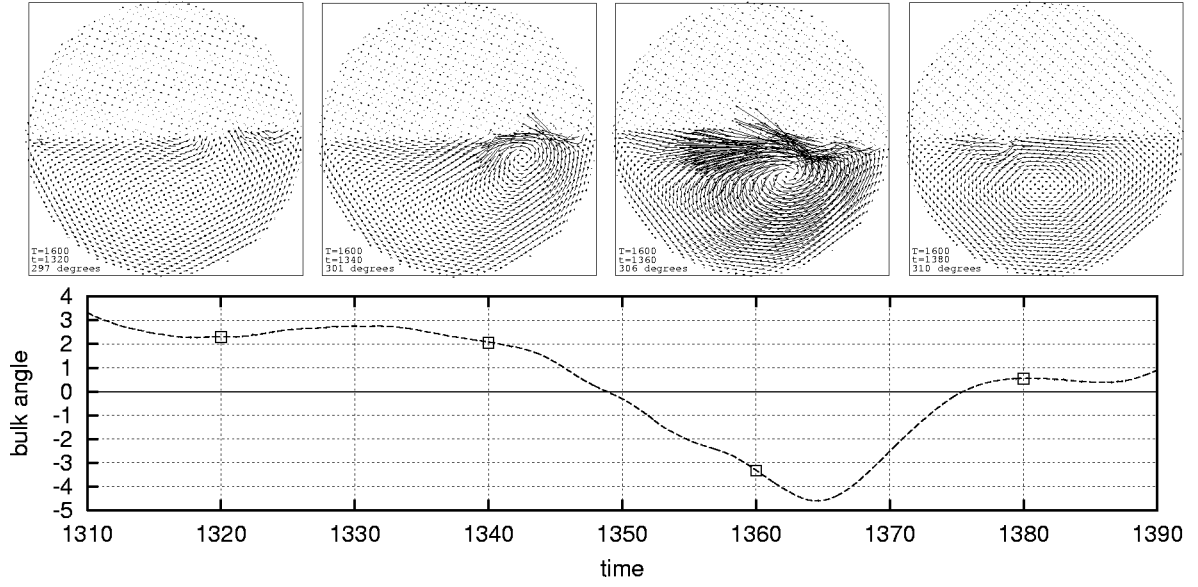 T=1600
t=1320
297 degrees
T=1600
t=1340
301 degrees
T=1600
t=1360
306 degrees
T=1600
t=1380
310 degrees
4
3
2
1
0
-1
-2
-3
-4
-5
bulk angle
1310 1320 1330 1340 1350 1360 1370 1380 1390
time